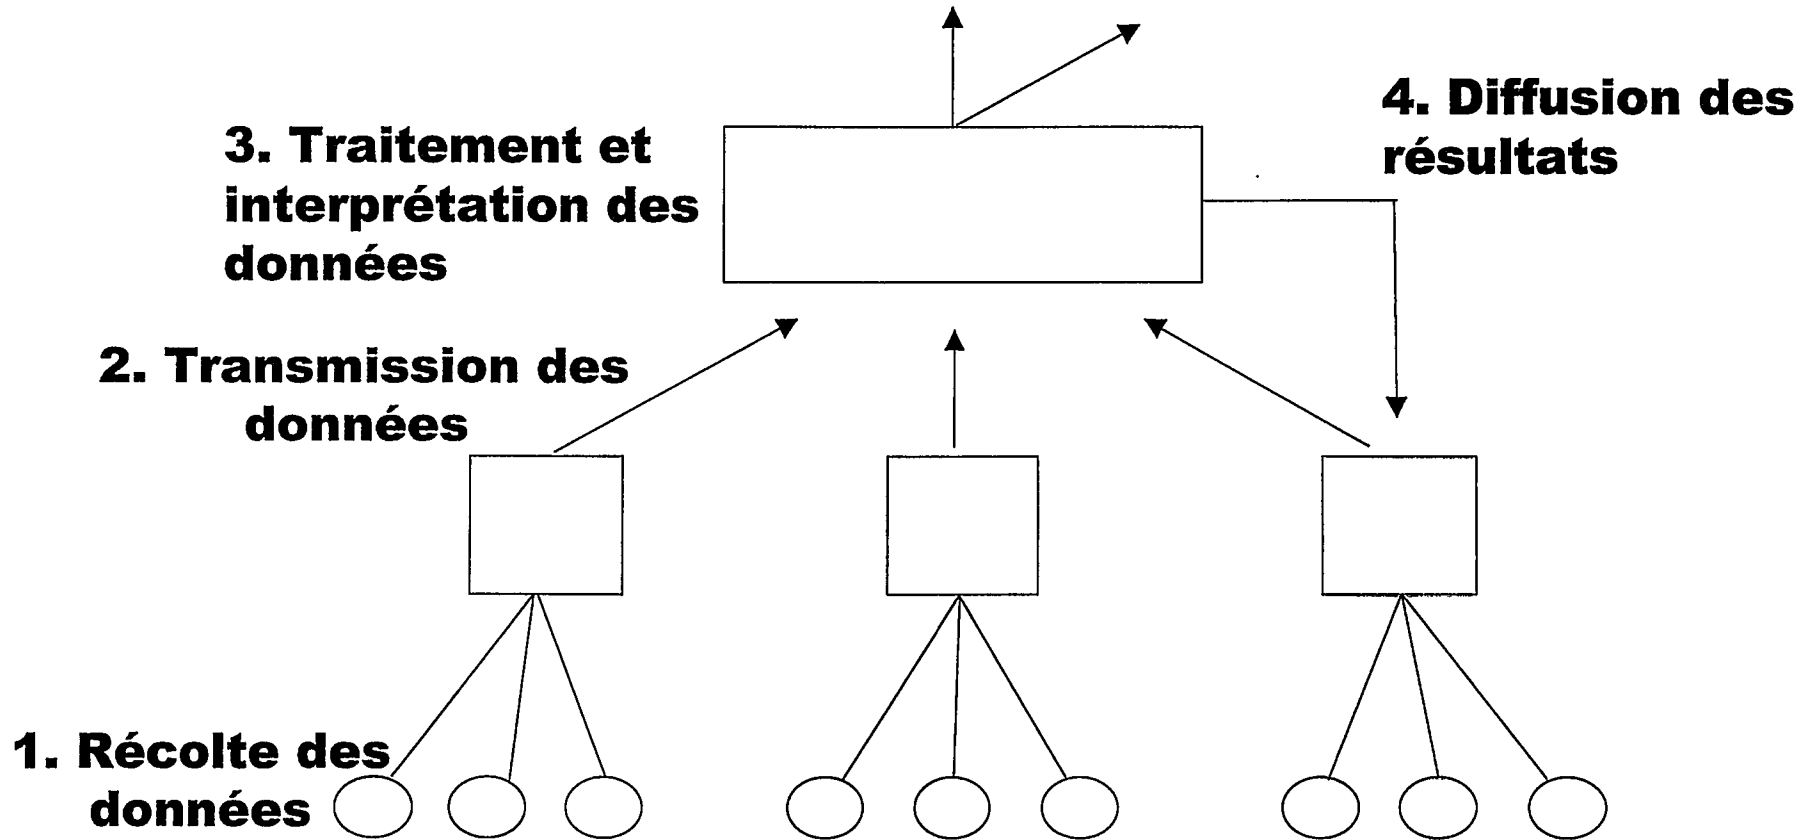 4. Diffusion des
résultats
3. Traitement et
interprétation des
données
2. Transmission des
données
1. Récolte des
données